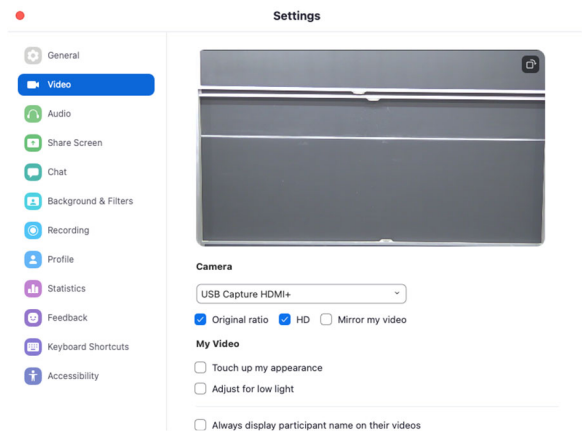 Settings
General
Video
Audio
Share Screen
Chat
Background & Filters
Recording
Profile
Statistics
Feedback
Keyboard Shortcuts
Accessibility
Camera
USB Capture HDMI+
Original ratio HD Mirror my video
My Video
Touch up my appearance
Adjust for low light
Always display participant name on their videos